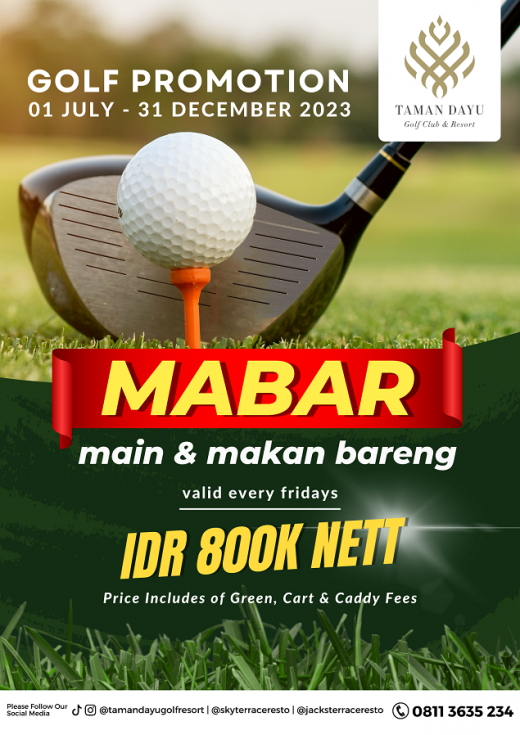 GOLF PROMOTION
01 JULY - 31 DECEMBER 2023
TAMAN DAYU
Golf Club & Resort
MABAR
main & makan bareng
valid every fridays
IDR 800K NETT
Price Includes of Green, Cart & Caddy Fees
Please Follow Our
Social Media
@tamandayugolfresort | @skyterraceresto | @jacksterraceresto
0811 3635 234